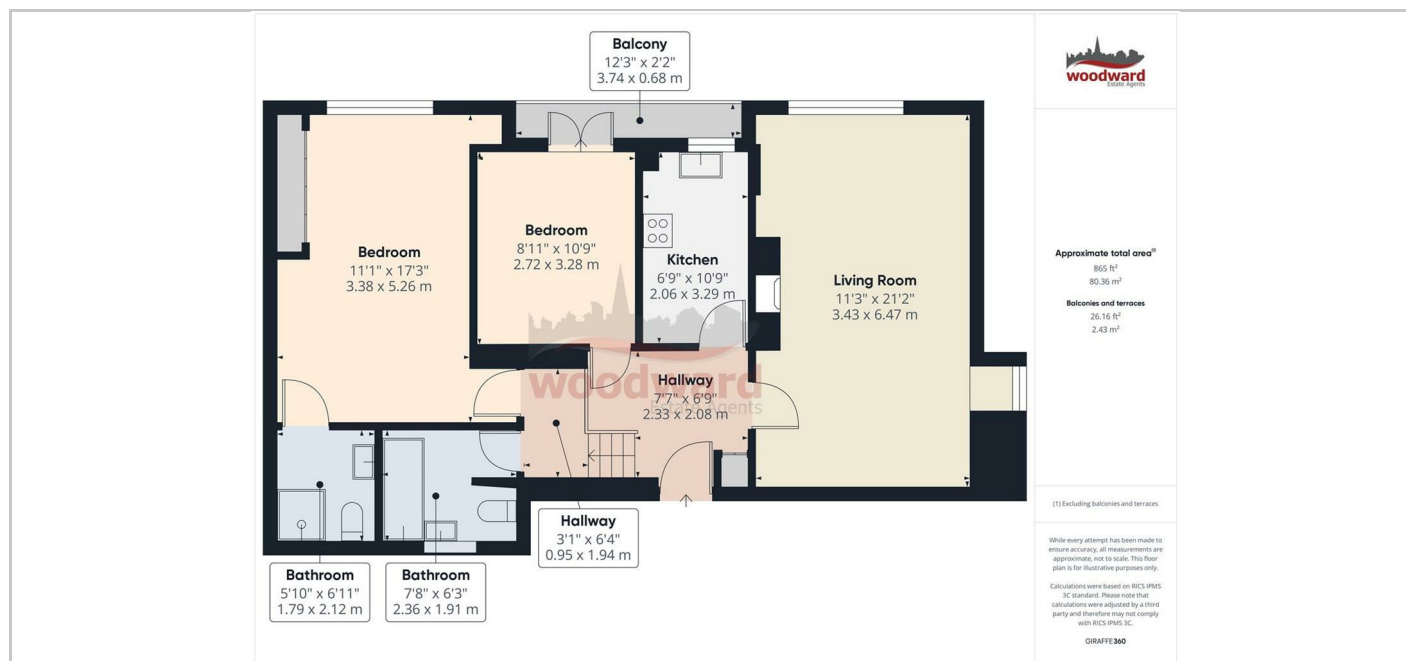 Balcony
12'3" x 2'2"
3.74 x 0.68 m
Bedroom
11'1" x 17'3"
3.38 x 5.26 m
Bedroom
8'11" x 10'9"
2.72 x 3.28 m
Kitchen
6'9" x 10'9"
2.06 x 3.29 m
Living Room
11'3" x 21'2"
3.43 x 6.47 m
Hallway
7'7" x 6'9"
2.33 x 2.08 m
woodward
Estate Agents
Hallway
3'1" x 6'4"
0.95 x 1.94 m
Bathroom
5'10" x 6'11"
1.79 x 2.12 m
Bathroom
7'8" x 6'3"
2.36 x 1.91 m
woodward
Estate Agents
Approximate total area⁽¹⁾
865 ft²
80.36 m²
Balconies and terraces
26.16 ft²
2.43 m²
(1) Excluding balconies and terraces
While every attempt has been made to
ensure accuracy, all measurements are
approximate, not to scale. This floor
plan is for illustrative purposes only.
Calculations were based on RICS IPMS
3C standard. Please note that
calculations were adjusted by a third
party and therefore may not comply
with RICS IPMS 3C.
GIRAFFE360